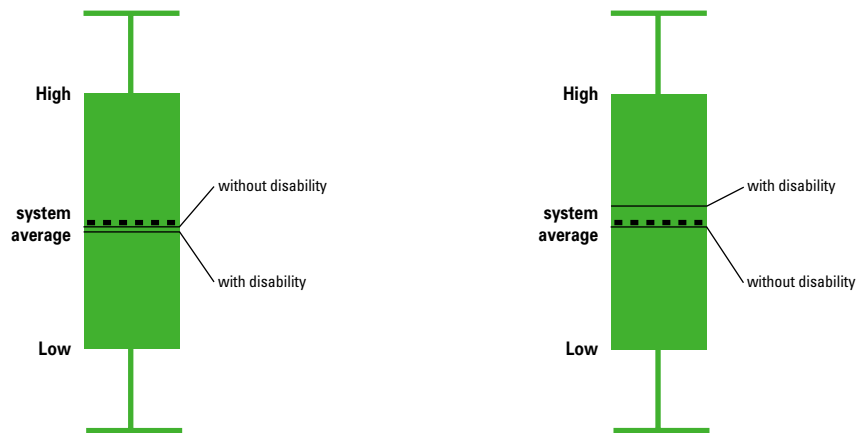 High
without disability
system
average
with disability
Low
High
with disability
system
average
without disability
Low